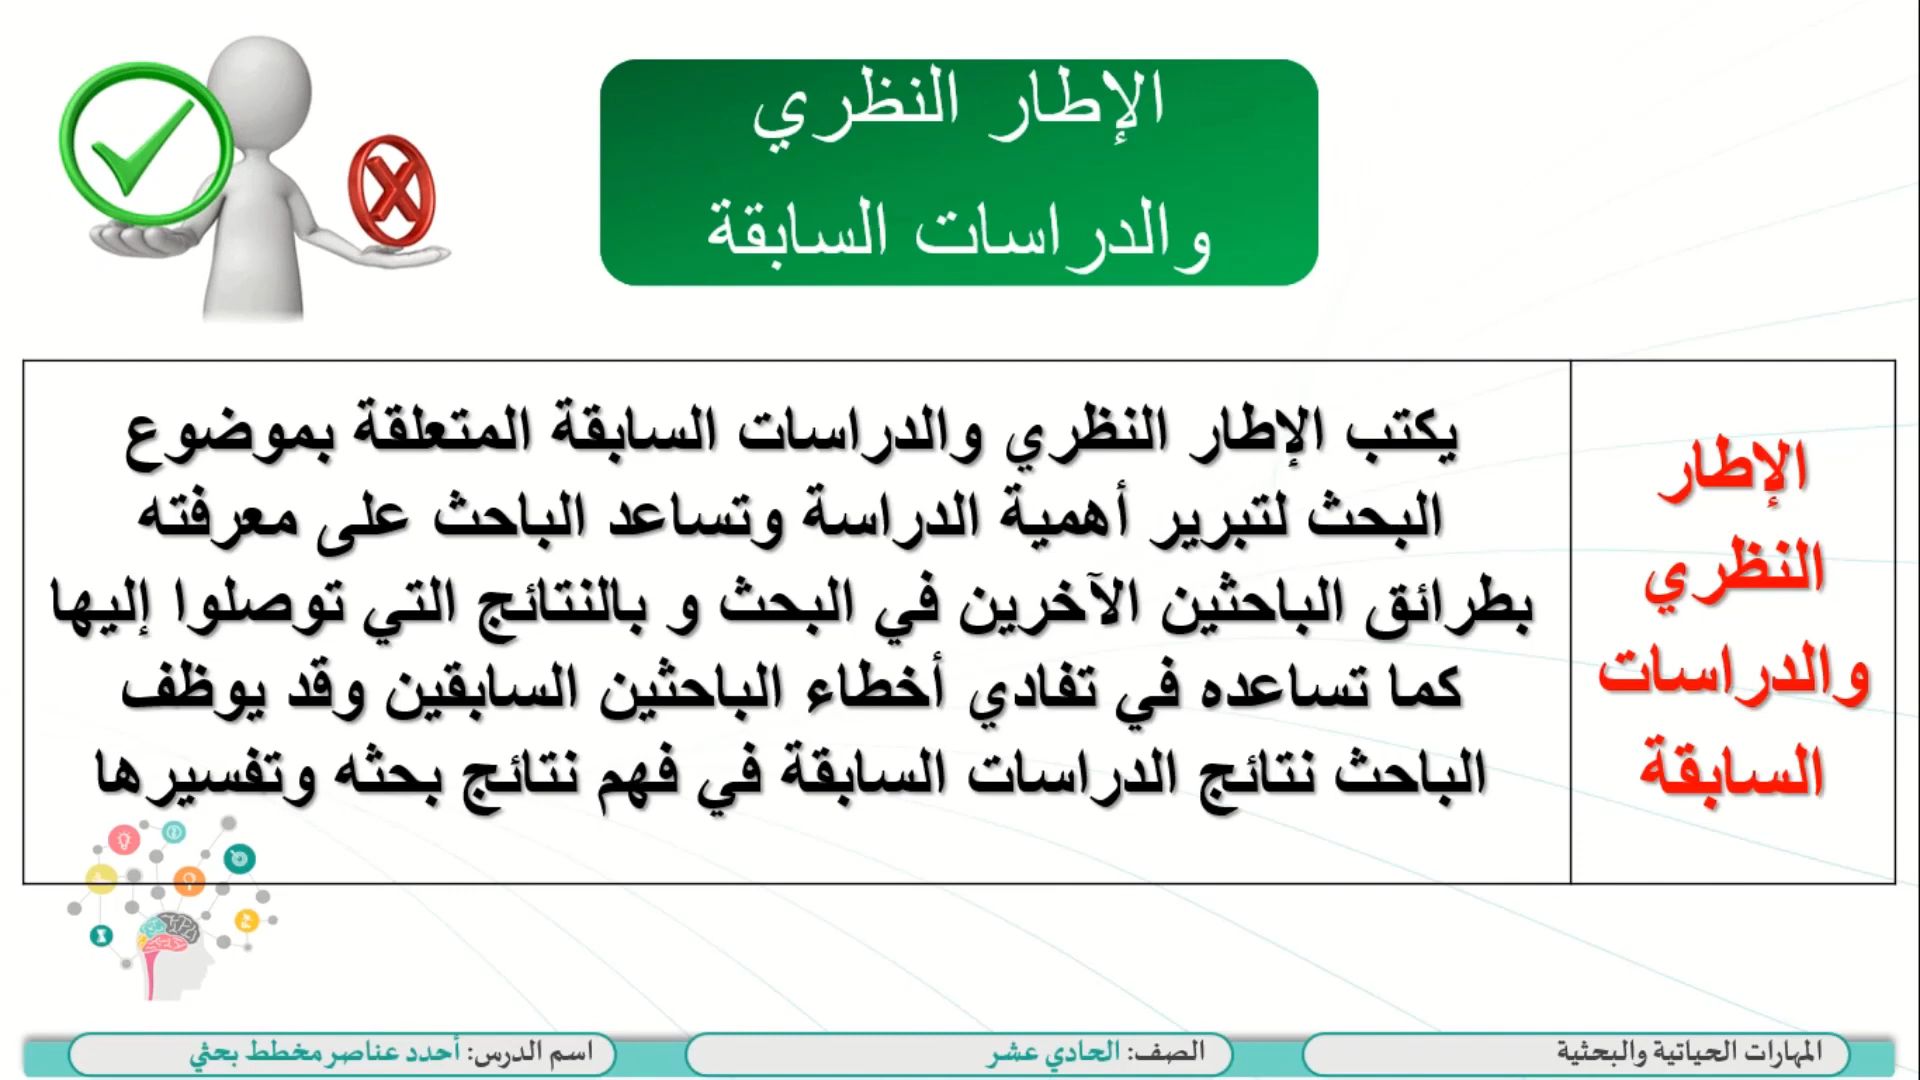 الإطار النظري
والدراسات السابقة
الإطار
النظري
والدراسات
السابقة
يكتب الإطار النظري والدراسات السابقة المتعلقة بموضوع
البحث لتبرير أهمية الدراسة وتساعد الباحث على معرفته
بطرائق الباحثين الآخرين في البحث و بالنتائج التي توصلوا إليها
كما تساعده في تفادي أخطاء الباحثين السابقين وقد يوظف
الباحث نتائج الدراسات السابقة في فهم نتائج بحثه وتفسيرها
المهارات الحياتية والبحثية
الصف: الحادي عشر
اسم الدرس: أحدد عناصر مخطط بحثي